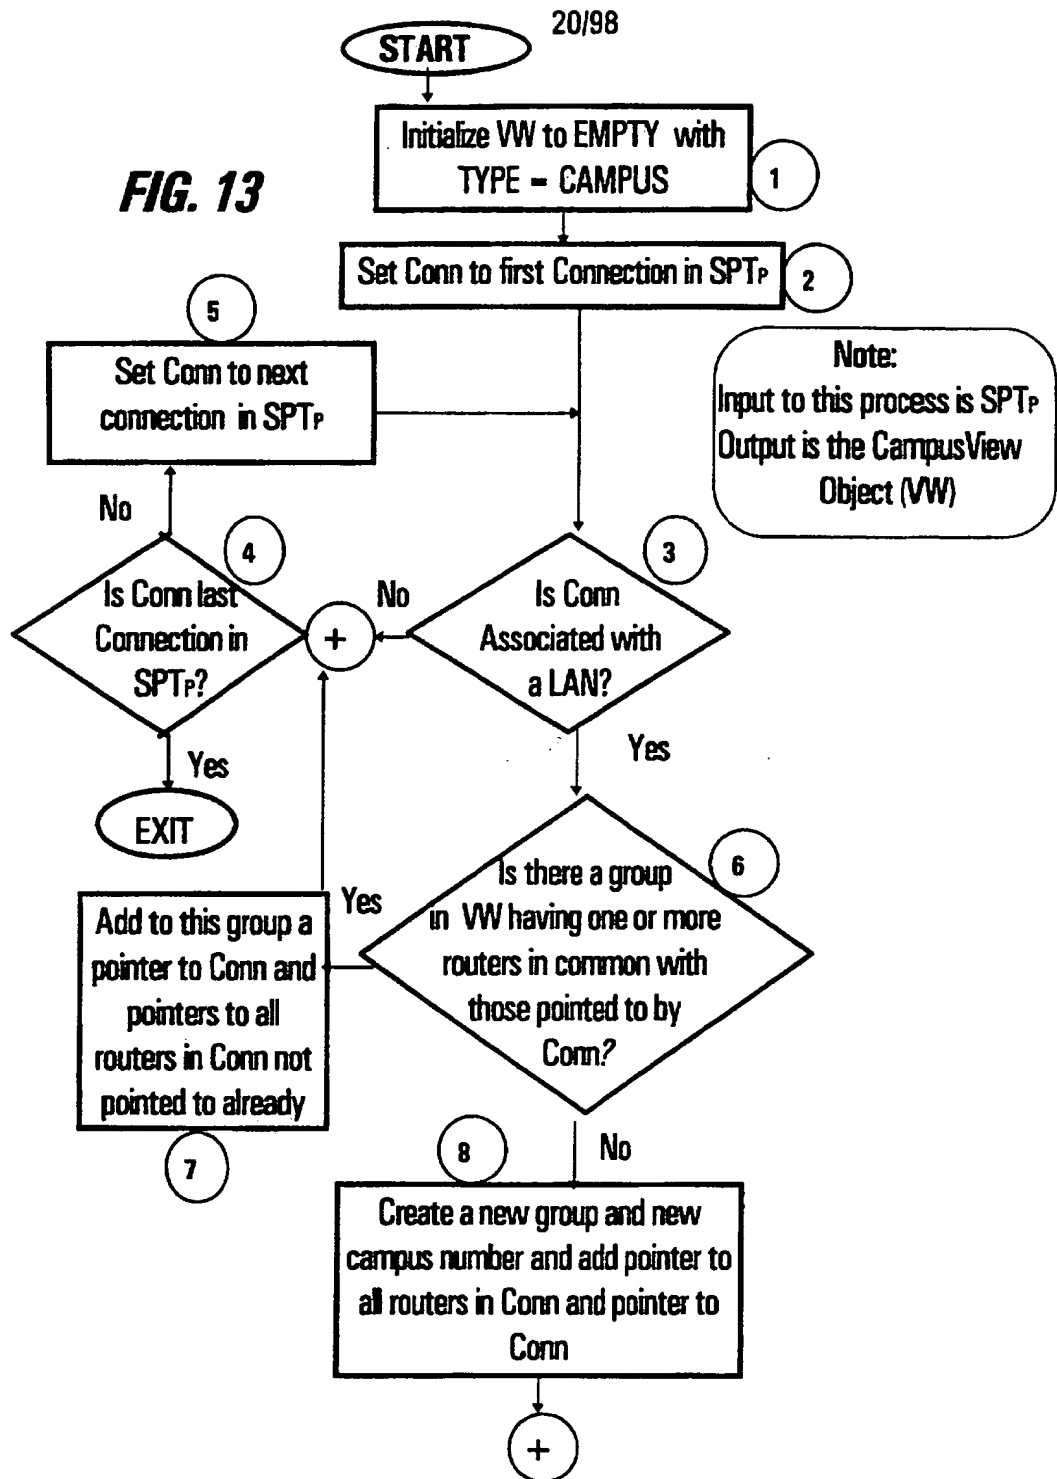 20/98
START
Initialize VW to EMPTY with
TYPE = CAMPUS
1
FIG. 13
Set Conn to first Connection in SPTP
2
5
Set Conn to next
connection in SPTP
Note:
Input to this process is SPTP
Output is the CampusView
Object (VW)
No
4
Is Conn last
Connection in
SPTP?
No
+
3
Is Conn
Associated with
a LAN?
Yes
Yes
EXIT
6
Is there a group
in VW having one or more
routers in common with
those pointed to by
Conn?
Yes
Add to this group a
pointer to Conn and
pointers to all
routers in Conn not
pointed to already
7
No
8
Create a new group and new
campus number and add pointer to
all routers in Conn and pointer to
Conn
+